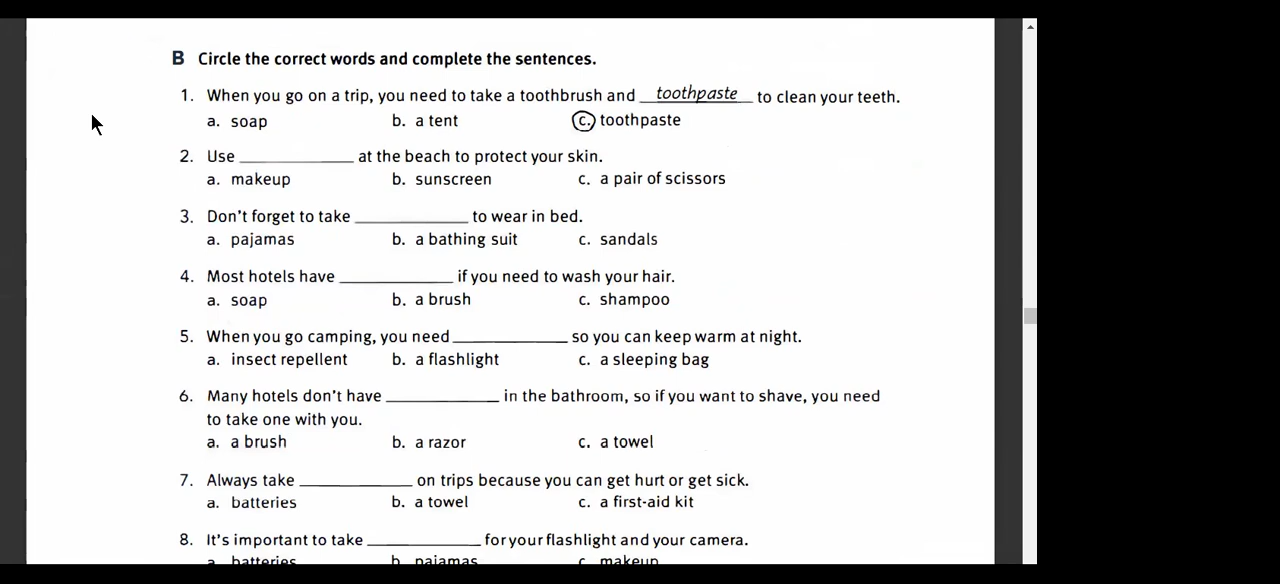 B Circle the correct words and complete the sentences.
1. When you go on a trip, you need to take a toothbrush and toothpaste to clean your teeth.
a. soap b. a tent c. toothpaste
2. Use ____________ at the beach to protect your skin.
a. makeup b. sunscreen c. a pair of scissors
3. Don't forget to take ____________ to wear in bed.
a. pajamas b. a bathing suit c. sandals
4. Most hotels have ____________ if you need to wash your hair.
a. soap b. a brush c. shampoo
5. When you go camping, you need ____________ so you can keep warm at night.
a. insect repellent b. a flashlight c. a sleeping bag
6. Many hotels don't have ____________ in the bathroom, so if you want to shave, you need
to take one with you.
a. a brush b. a razor c. a towel
7. Always take ____________ on trips because you can get hurt or get sick.
a. batteries b. a towel c. a first-aid kit
8. It's important to take ____________ for your flashlight and your camera.
a. batteries b. pajamas c. makeup